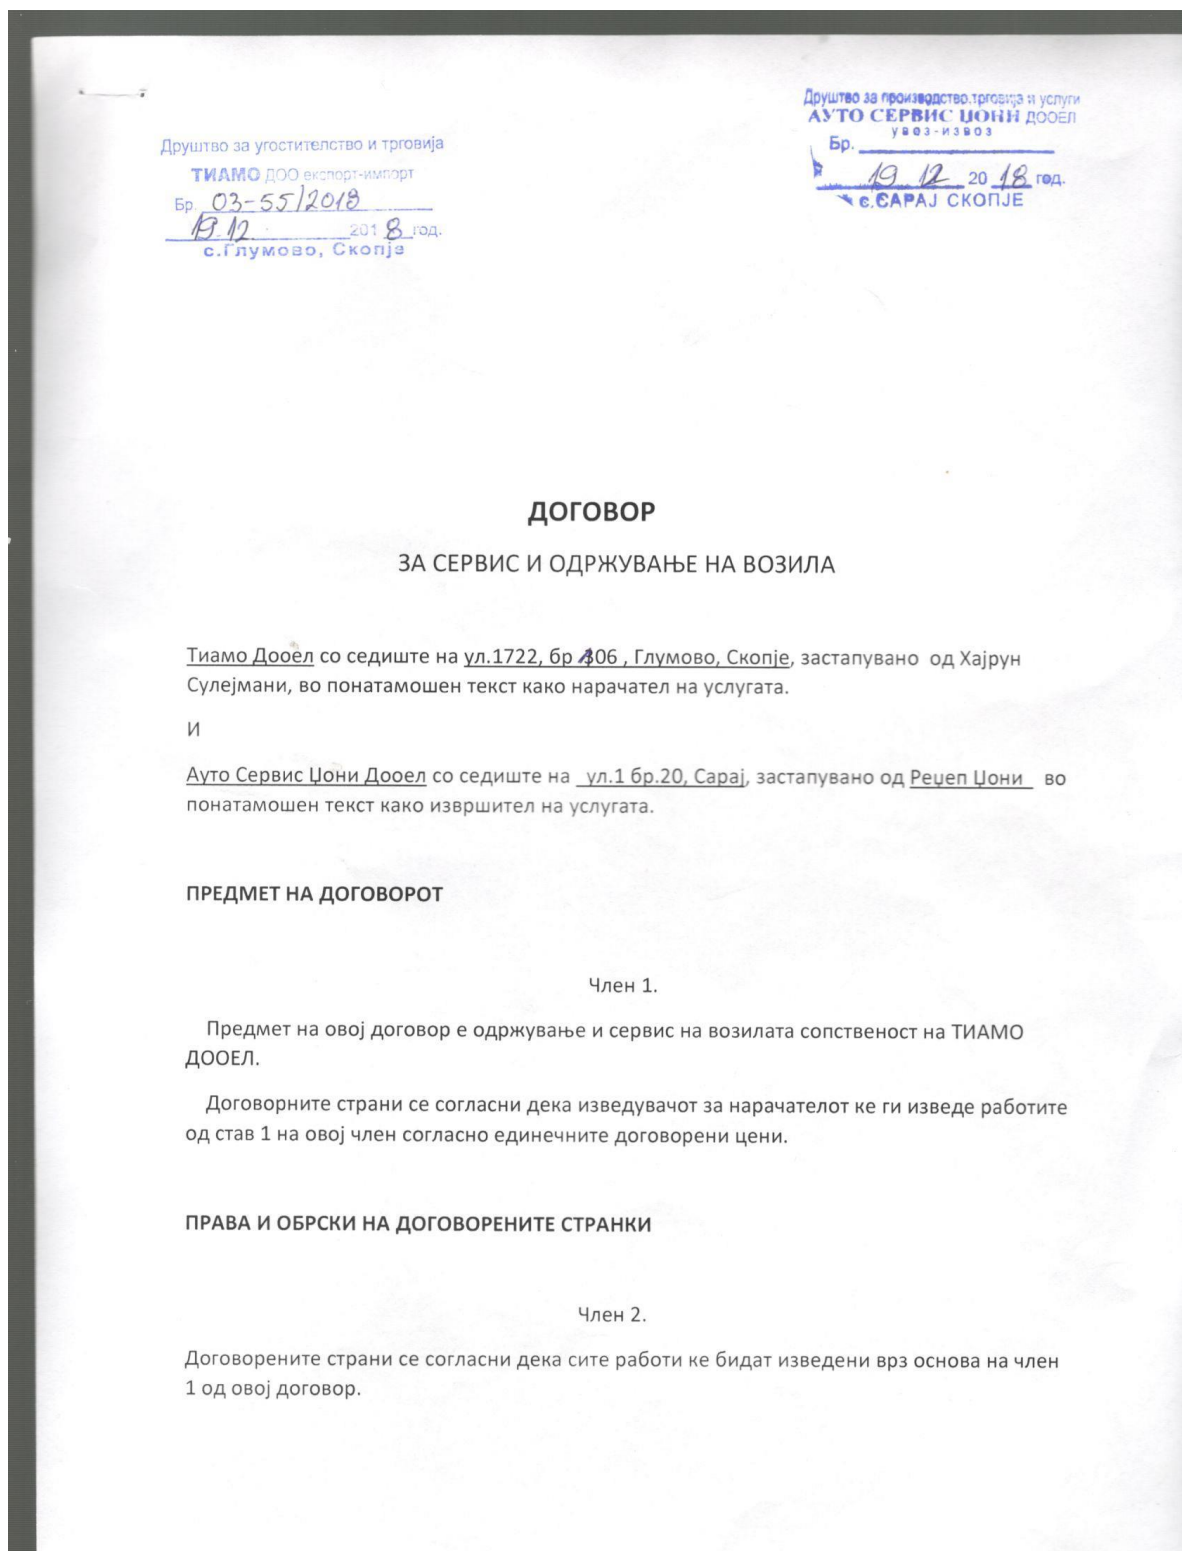 Друштво за угостителство и трговија
ТИАМО ДОО експорт-импорт
Бр. 03-55/2018
19.12. 2018 год.
с.Глумово, Скопје
Друштво за производство,трговија и услуги
АУТО СЕРВИС ЏОНИ ДООЕЛ
увоз-извоз
Бр.
19 12 2018 год.
с.САРАЈ СКОПЈЕ
ДОГОВОР
ЗА СЕРВИС И ОДРЖУВАЊЕ НА ВОЗИЛА
Тиамо Дооел со седиште на ул.1722, бр 106 , Глумово, Скопје, застапувано од Хајрун
Сулејмани, во понатамошен текст како нарачател на услугата.
И
Ауто Сервис Џони Дооел со седиште на ул.1 бр.20, Сарај, застапувано од Реџеп Џони во
понатамошен текст како извршител на услугата.
ПРЕДМЕТ НА ДОГОВОРОТ
Член 1.
Предмет на овој договор е одржување и сервис на возилата сопственост на ТИАМО
ДООЕЛ.
Договорните страни се согласни дека изведувачот за нарачателот ке ги изведе работите
од став 1 на овој член согласно единечните договорени цени.
ПРАВА И ОБРСКИ НА ДОГОВОРЕНИТЕ СТРАНКИ
Член 2.
Договорените страни се согласни дека сите работи ке бидат изведени врз основа на член
1 од овој договор.